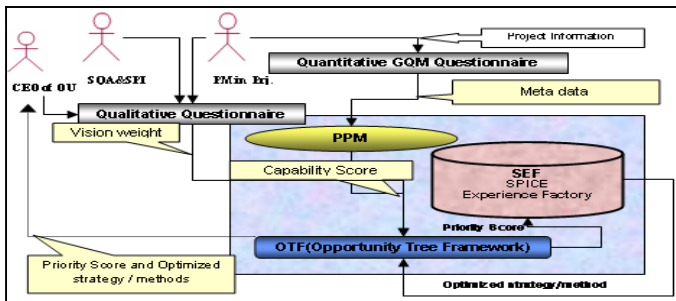 Project Information
Quantitative GQM Questionnaire
CEO of OU
SQA&SPI
PM in Prj.
Meta data
Qualitative Questionnaire
Vision weight
PPM
Capability Score
SEF
SPICE
Experience Factory
Priority Score
OTF(Opportunity Tree Framework)
Priority Score and Optimized
strategy / methods
Optimized strategy/method